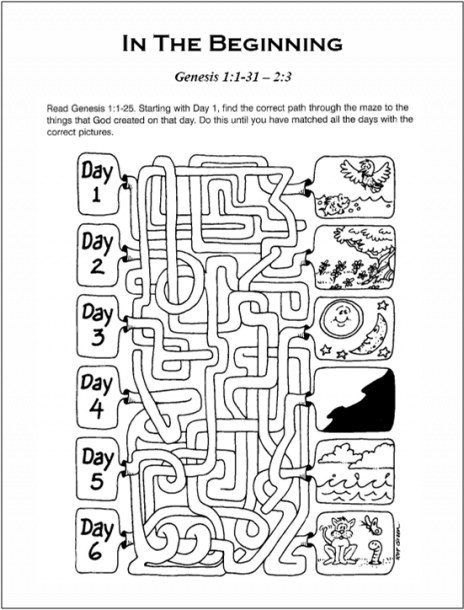 IN THE BEGINNING
Genesis 1:1-31 – 2:3
Read Genesis 1:1-25. Starting with Day 1, find the correct path through the maze to the
things that God created on that day. Do this until you have matched all the days with the
correct pictures.
Day
1
Day
2
Day
3
Day
4
Day
5
Day
6